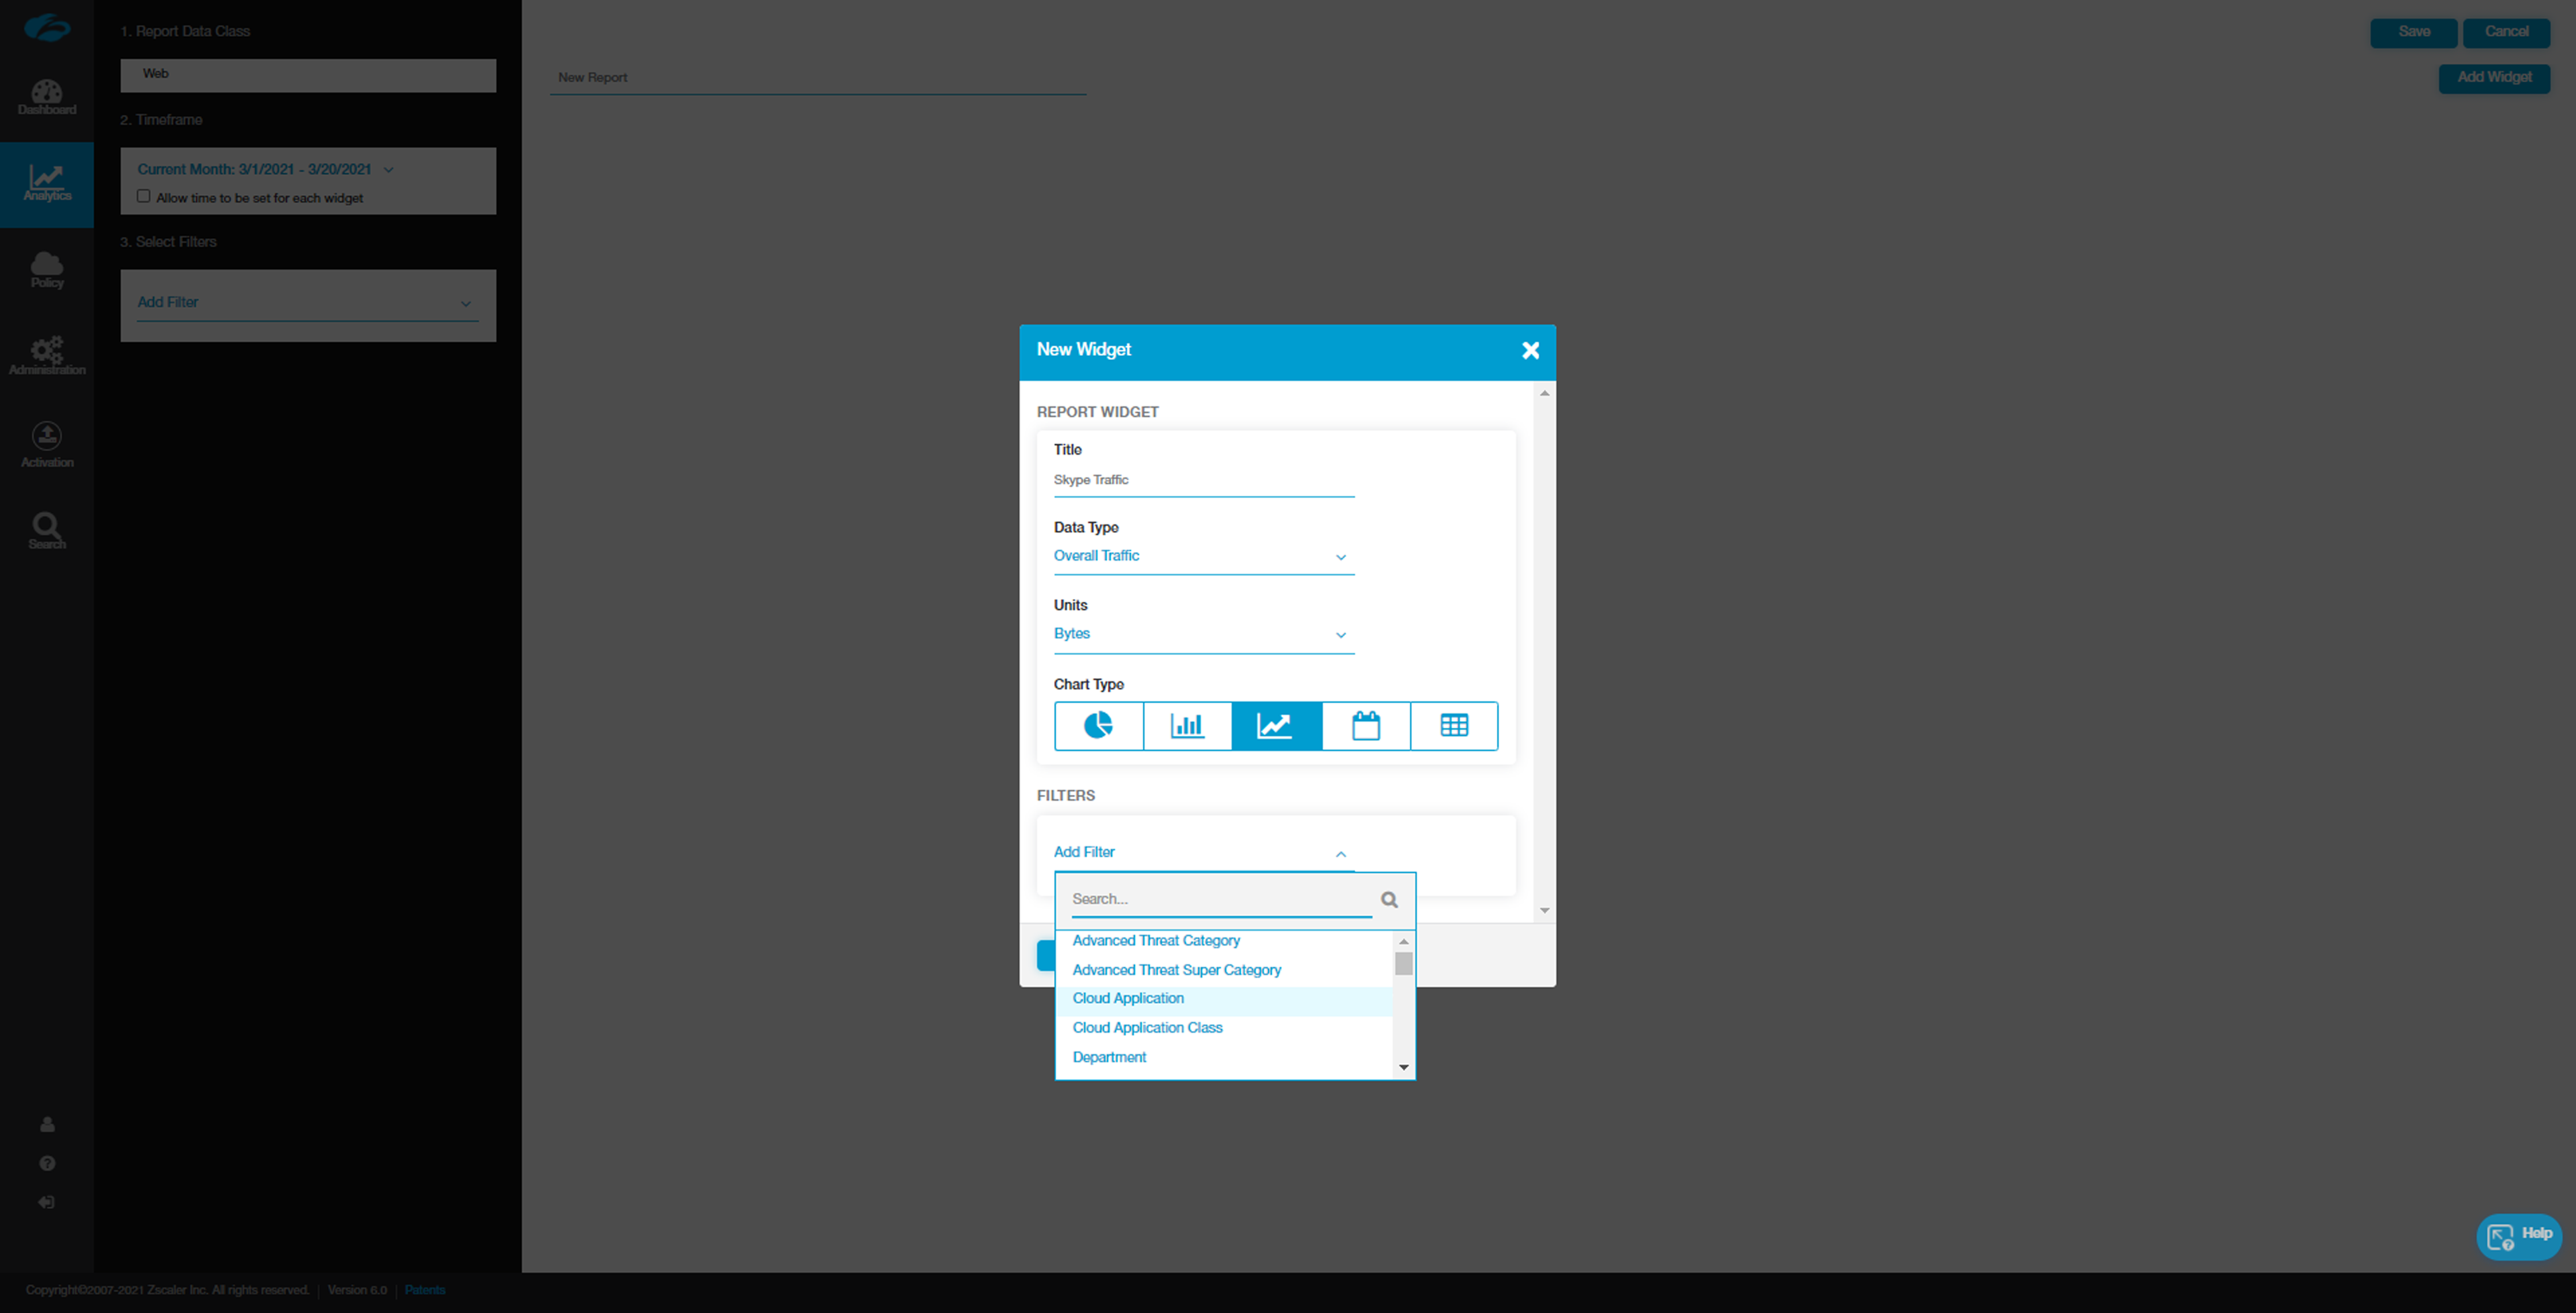 Dashboard
Analytics
Policy
Administration
Activation
Search
1. Report Data Class
Web
2. Timeframe
Current Month: 3/1/2021 - 3/20/2021
Allow time to be set for each widget
3. Select Filters
Add Filter
New Report
Save
Cancel
Add Widget
New Widget
REPORT WIDGET
Title
Skype Traffic
Data Type
Overall Traffic
Units
Bytes
Chart Type
FILTERS
Add Filter
Search...
Advanced Threat Category
Advanced Threat Super Category
Cloud Application
Cloud Application Class
Department
Help
Copyright©2007-2021 Zscaler Inc. All rights reserved. | Version 6.0 | Patents